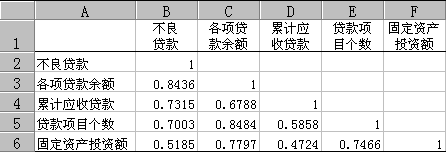 A B C D E F
1 不良贷款 各项贷款余额 累计应收贷款 贷款项目个数 固定资产投资额
2 不良贷款 1
3 各项贷款余额 0.8436 1
4 累计应收贷款 0.7315 0.6788 1
5 贷款项目个数 0.7003 0.8484 0.5858 1
6 固定资产投资额 0.5185 0.7797 0.4724 0.7466 1